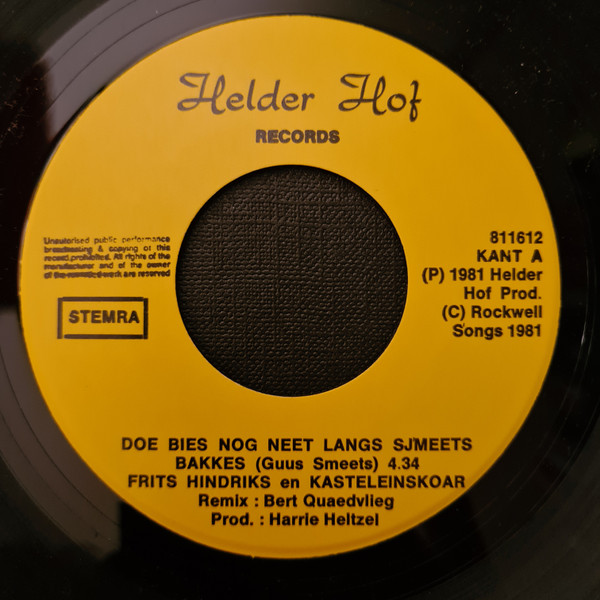 Helder Hof
RECORDS
Unauthorised public performance
broadcasting & copying of this
record prohibited. All rights of the
manufacturer and of the owner
of the recorded work are reserved
STEMRA
811612
KANT A
(P) 1981 Helder
Hof Prod.
(C) Rockwell
Songs 1981
DOE BIES NOG NEET LANGS SJMEETS
BAKKES (Guus Smeets) 4.34
FRITS HINDRIKS en KASTELEINSKOAR
Remix : Bert Quaedvlieg
Prod. : Harrie Heltzel